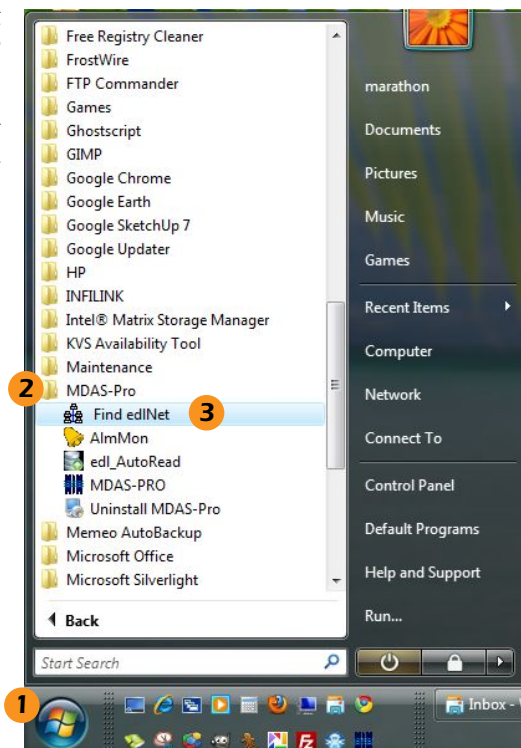 Free Registry Cleaner
FrostWire
FTP Commander
Games
Ghostscript
GIMP
Google Chrome
Google Earth
Google SketchUp 7
Google Updater
HP
INFILINK
Intel® Matrix Storage Manager
KVS Availability Tool
Maintenance
2 MDAS-Pro
Find edlNet 3
AlmMon
edl_AutoRead
MDAS-PRO
Uninstall MDAS-Pro
Memeo AutoBackup
Microsoft Office
Microsoft Silverlight
Back
Start Search
marathon
Documents
Pictures
Music
Games
Recent Items
Computer
Network
Connect To
Control Panel
Default Programs
Help and Support
Run...
1
Inbox -